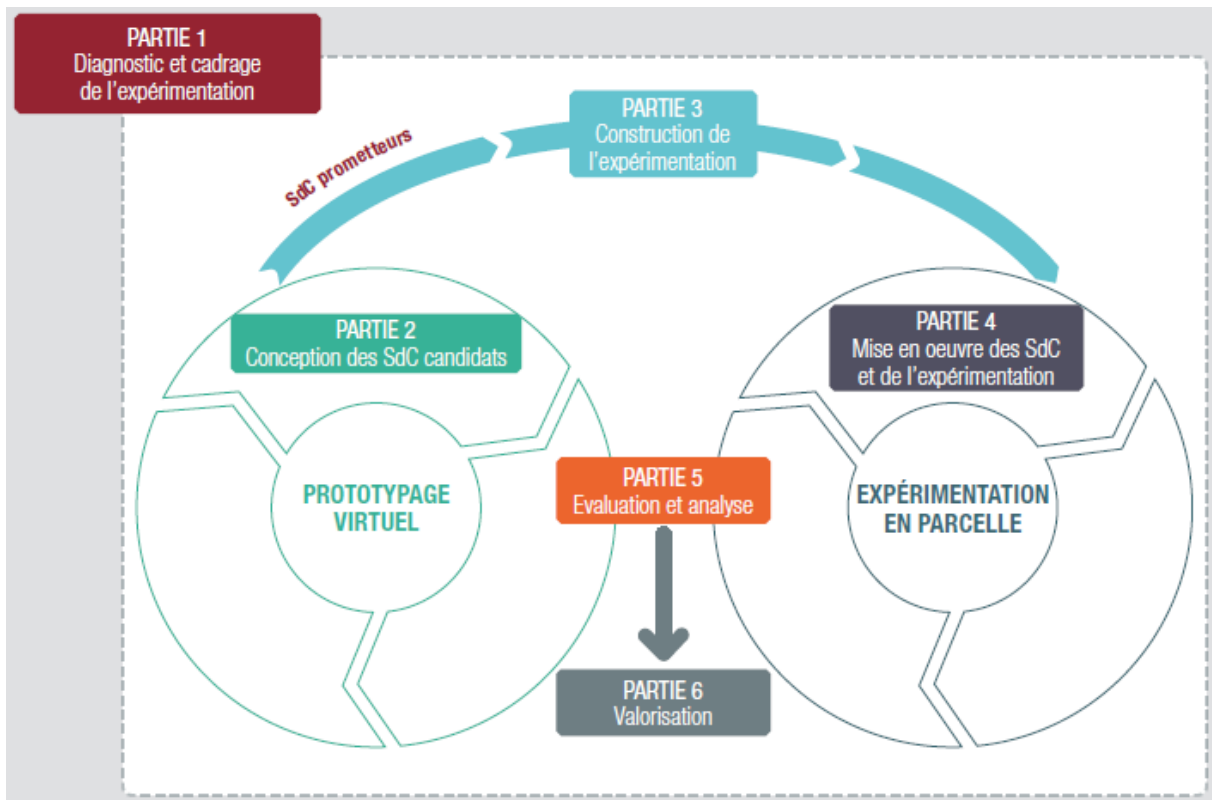 PARTIE 1
Diagnostic et cadrage
de l'expérimentation
SdC prometteurs
PARTIE 3
Construction de
l'expérimentation
PARTIE 2
Conception des SdC candidats
PARTIE 4
Mise en oeuvre des SdC
et de l'expérimentation
PROTOTYPAGE
VIRTUEL
PARTIE 5
Evaluation et analyse
EXPÉRIMENTATION
EN PARCELLE
PARTIE 6
Valorisation